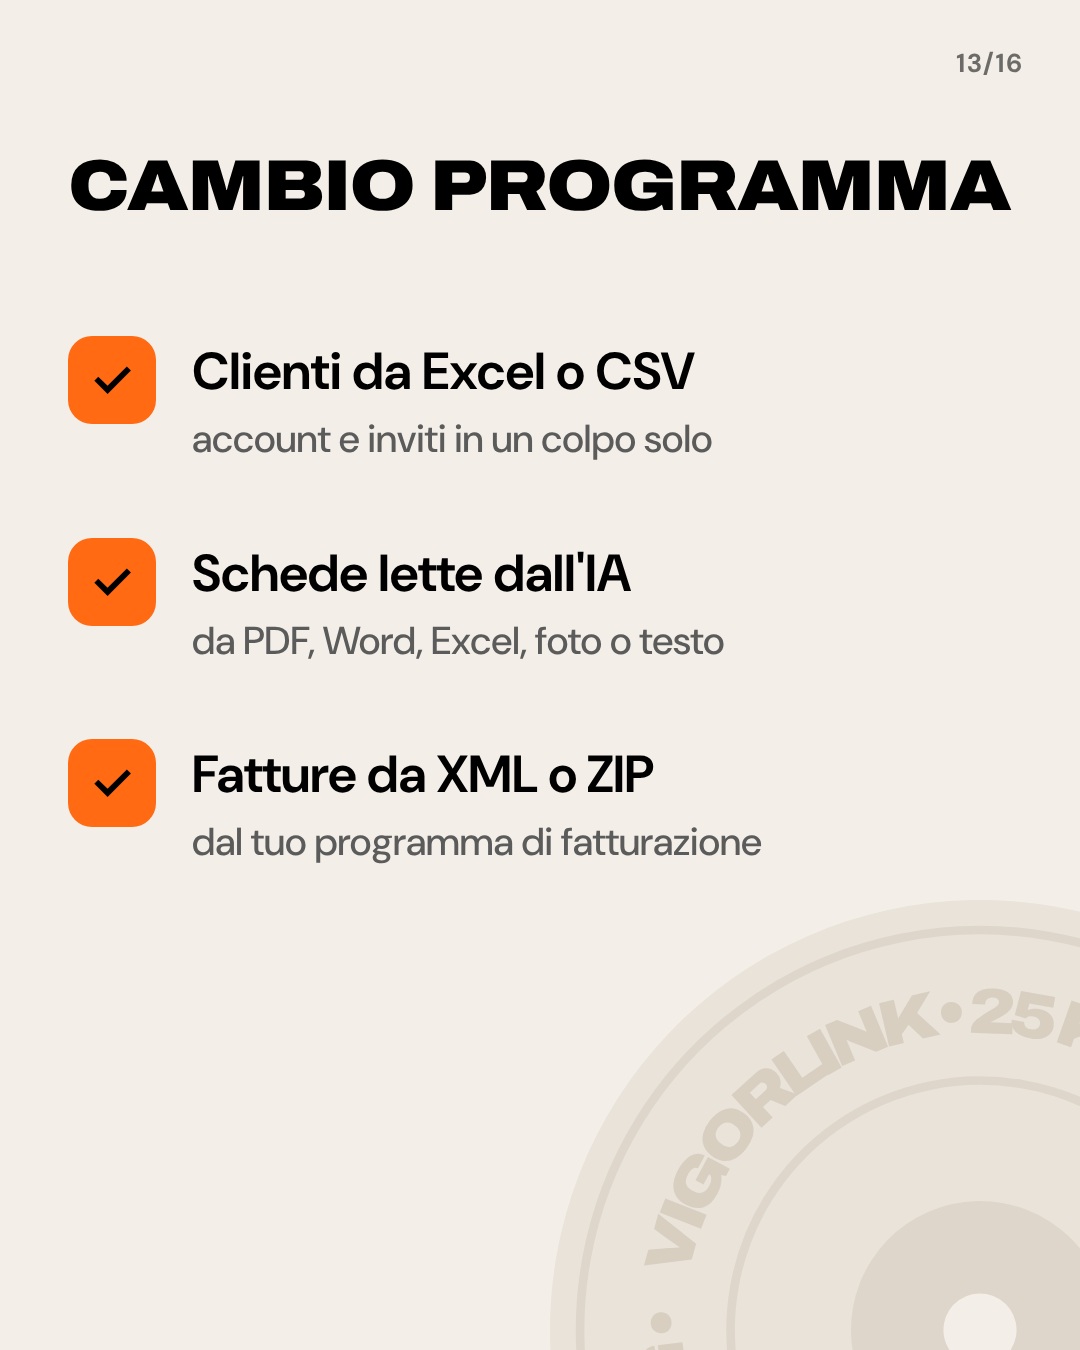 13/16
CAMBIO PROGRAMMA
Clienti da Excel o CSV
account e inviti in un colpo solo
Schede lette dall'IA
da PDF, Word, Excel, foto o testo
Fatture da XML o ZIP
dal tuo programma di fatturazione
VIGORLINK • 25